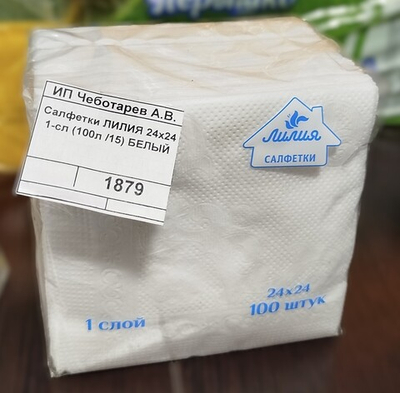 ИП Чеботарев А.В.
Салфетки ЛИЛИЯ 24х24
1-сл (100л /15) БЕЛЫЙ
1879
Лилия
САЛФЕТКИ
24х24
100 штук
1 слой